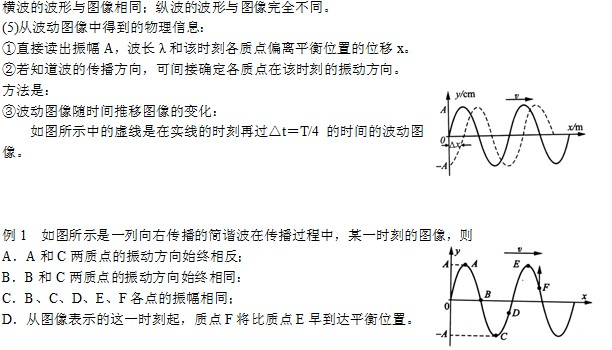 横波的波形与图像相同；纵波的波形与图像完全不同。
(5)从波动图像中得到的物理信息：
①直接读出振幅 A，波长 λ 和该时刻各质点偏离平衡位置的位移 x。
②若知道波的传播方向，可间接确定各质点在该时刻的振动方向。
方法是：
③波动图像随时间推移图像的变化：
如图所示中的虚线是在实线的时刻再过△t＝T/4 的时间的波动图
像。
y/cm
v
A
x/m
0
Δx
-A
例 1　如图所示是一列向右传播的简谐波在传播过程中，某一时刻的图像，则
A．A 和 C 两质点的振动方向始终相反；
B．B 和 C 两质点的振动方向始终相同：
C．B、C、D、E、F 各点的振幅相同；
D．从图像表示的这一时刻起，质点 F 将比质点 E 早到达平衡位置。
y
v
A
A
E
F
B
x
0
D
-A
C